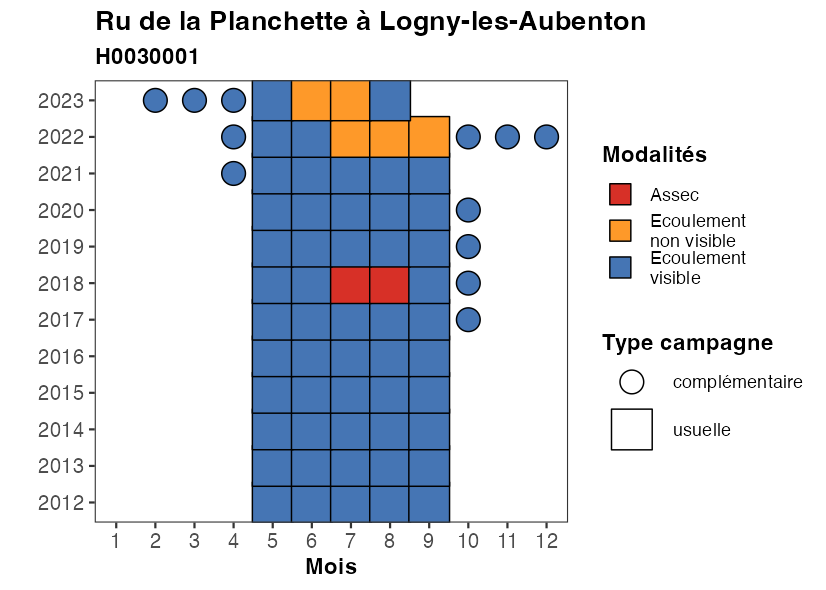 Ru de la Planchette à Logny-les-Aubenton
H0030001
2023
2022
2021
2020
2019
2018
2017
2016
2015
2014
2013
2012
1 2 3 4 5 6 7 8 9 10 11 12
Mois
Modalités
Assec
Ecoulement
non visible
Ecoulement
visible
Type campagne
complémentaire
usuelle